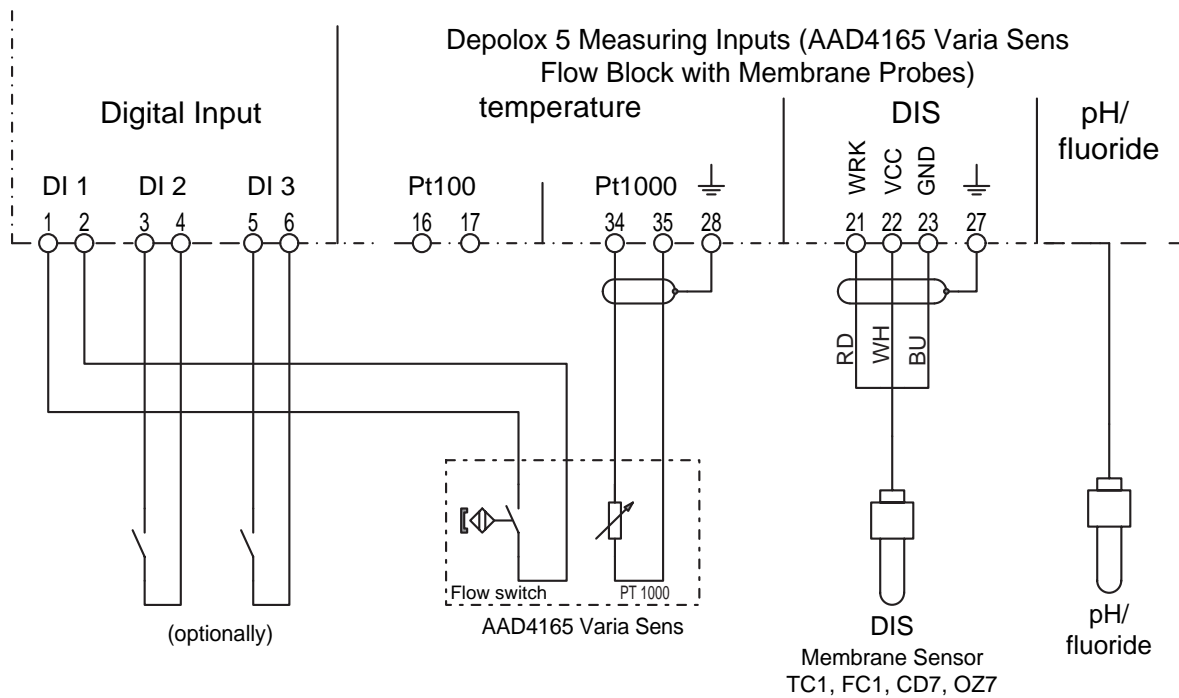 Depolox 5 Measuring Inputs (AAD4165 Varia Sens
Flow Block with Membrane Probes)
Digital Input
temperature
DIS
pH/
fluoride
DI 1
DI 2
DI 3
Pt100
Pt1000
WRK
VCC
GND
1
2
3
4
5
6
16
17
34
35
28
21
22
23
27
RD
WH
BU
Flow switch
PT 1000
(optionally)
AAD4165 Varia Sens
DIS
Membrane Sensor
TC1, FC1, CD7, OZ7
pH/
fluoride